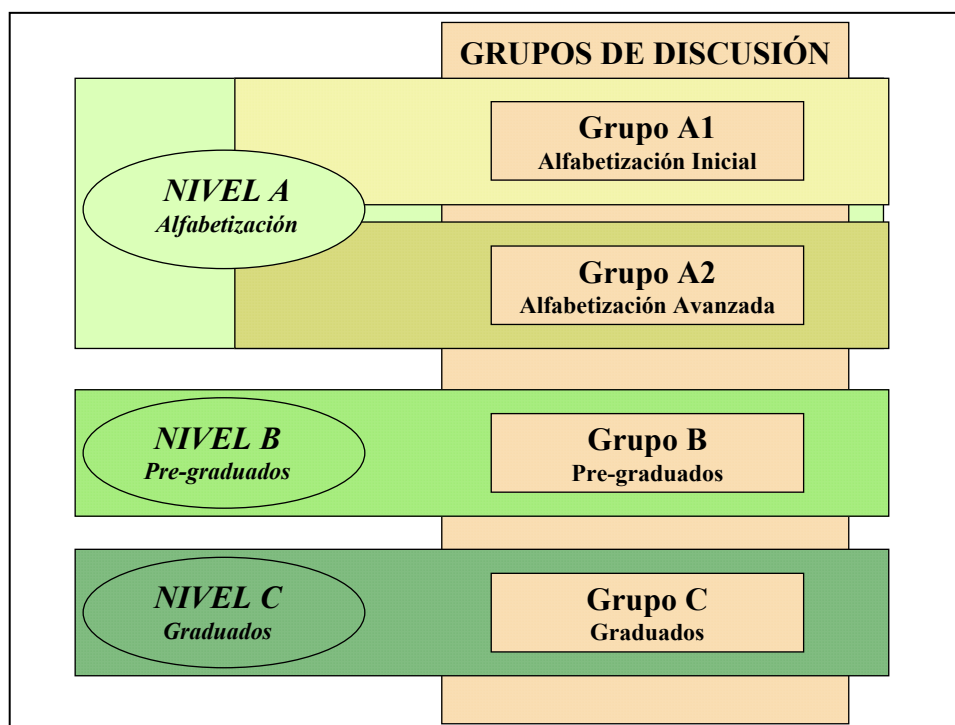 GRUPOS DE DISCUSIÓN
Grupo A1
Alfabetización Inicial
NIVEL A
Alfabetización
Grupo A2
Alfabetización Avanzada
NIVEL B
Pre-graduados
Grupo B
Pre-graduados
NIVEL C
Graduados
Grupo C
Graduados